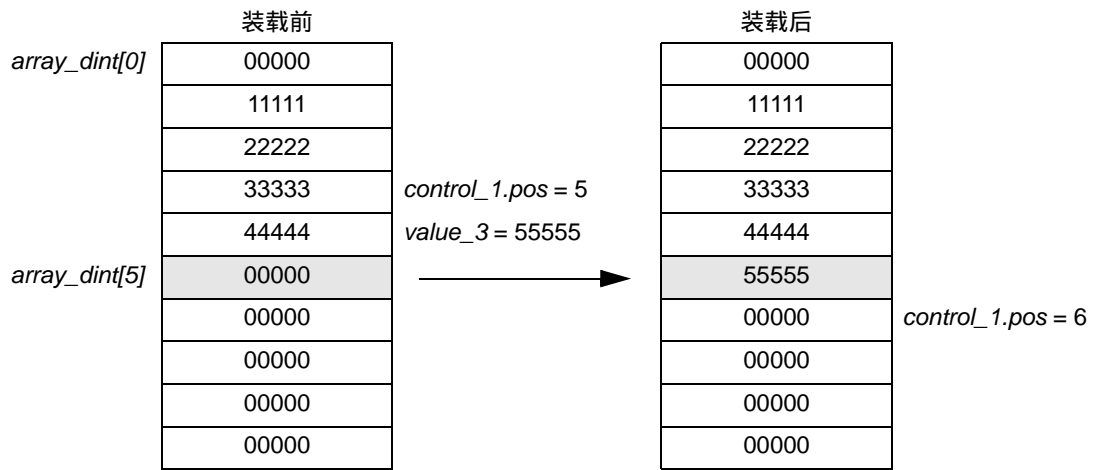 装载前 装载后
array_dint[0] 00000 00000
11111 11111
22222 22222
33333 control_1.pos = 5 33333
44444 value_3 = 55555 44444
array_dint[5] 00000 55555
00000 00000 control_1.pos = 6
00000 00000
00000 00000
00000 00000